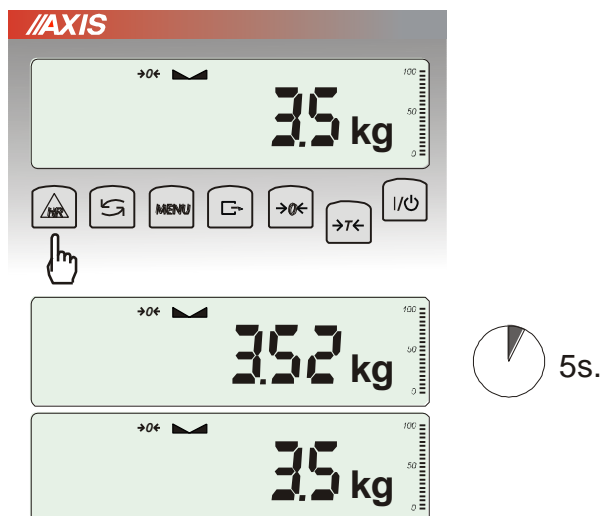 //AXIS
→0← 100
50
3.5 kg
0
HR MENU →0← →T← I/⏻
→0← 100
50
3.52 kg
0
5s.
→0← 100
50
3.5 kg
0